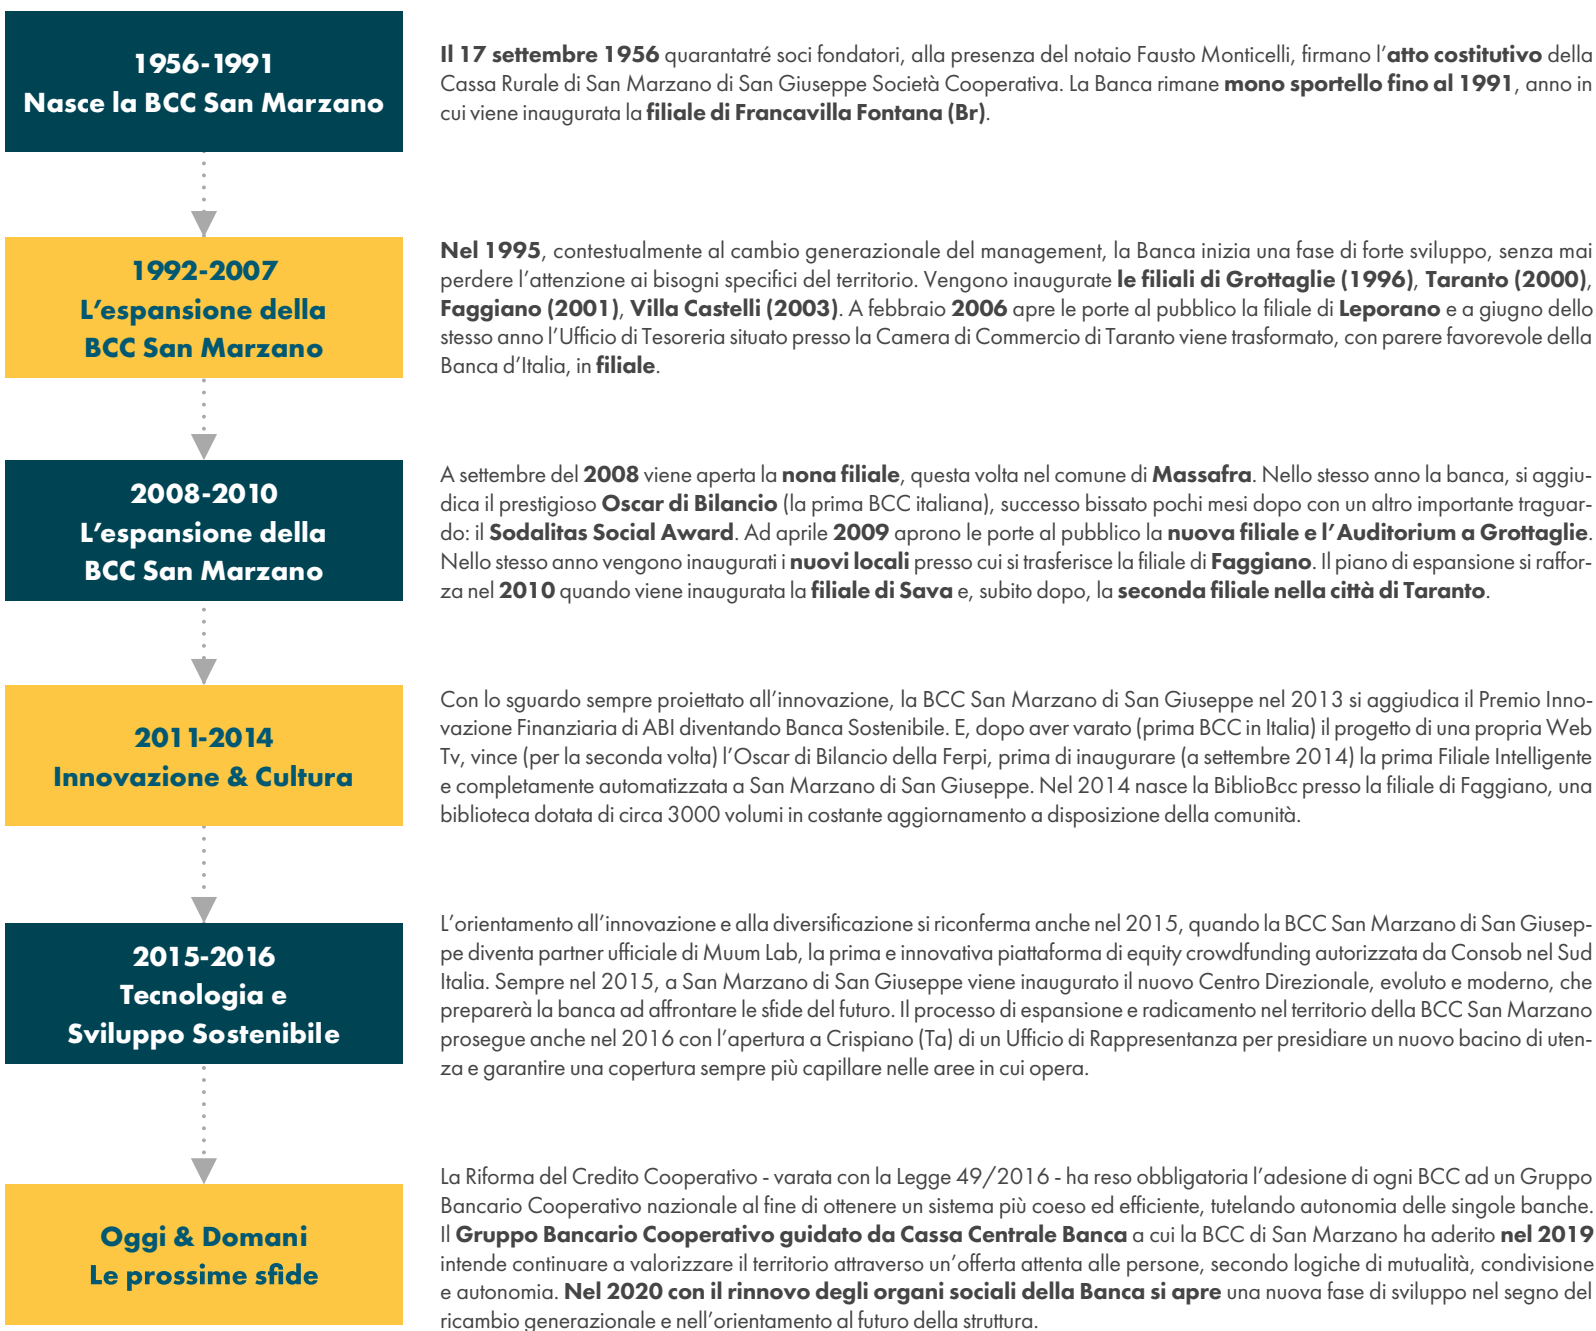 1956-1991
Nasce la BCC San Marzano
Il 17 settembre 1956 quarantatré soci fondatori, alla presenza del notaio Fausto Monticelli, firmano l’atto costitutivo della
Cassa Rurale di San Marzano di San Giuseppe Società Cooperativa. La Banca rimane mono sportello fino al 1991, anno in
cui viene inaugurata la filiale di Francavilla Fontana (Br).
1992-2007
L’espansione della
BCC San Marzano
Nel 1995, contestualmente al cambio generazionale del management, la Banca inizia una fase di forte sviluppo, senza mai
perdere l’attenzione ai bisogni specifici del territorio. Vengono inaugurate le filiali di Grottaglie (1996), Taranto (2000),
Faggiano (2001), Villa Castelli (2003). A febbraio 2006 apre le porte al pubblico la filiale di Leporano e a giugno dello
stesso anno l’Ufficio di Tesoreria situato presso la Camera di Commercio di Taranto viene trasformato, con parere favorevole della
Banca d’Italia, in filiale.
2008-2010
L’espansione della
BCC San Marzano
A settembre del 2008 viene aperta la nona filiale, questa volta nel comune di Massafra. Nello stesso anno la banca, si aggiu-
dica il prestigioso Oscar di Bilancio (la prima BCC italiana), successo bissato pochi mesi dopo con un altro importante traguar-
do: il Sodalitas Social Award. Ad aprile 2009 aprono le porte al pubblico la nuova filiale e l’Auditorium a Grottaglie.
Nello stesso anno vengono inaugurati i nuovi locali presso cui si trasferisce la filiale di Faggiano. Il piano di espansione si raffor-
za nel 2010 quando viene inaugurata la filiale di Sava e, subito dopo, la seconda filiale nella città di Taranto.
2011-2014
Innovazione & Cultura
Con lo sguardo sempre proiettato all’innovazione, la BCC San Marzano di San Giuseppe nel 2013 si aggiudica il Premio Inno-
vazione Finanziaria di ABI diventando Banca Sostenibile. E, dopo aver varato (prima BCC in Italia) il progetto di una propria Web
Tv, vince (per la seconda volta) l’Oscar di Bilancio della Ferpi, prima di inaugurare (a settembre 2014) la prima Filiale Intelligente
e completamente automatizzata a San Marzano di San Giuseppe. Nel 2014 nasce la BiblioBcc presso la filiale di Faggiano, una
biblioteca dotata di circa 3000 volumi in costante aggiornamento a disposizione della comunità.
2015-2016
Tecnologia e
Sviluppo Sostenibile
L’orientamento all’innovazione e alla diversificazione si riconferma anche nel 2015, quando la BCC San Marzano di San Giusep-
pe diventa partner ufficiale di Muum Lab, la prima e innovativa piattaforma di equity crowdfunding autorizzata da Consob nel Sud
Italia. Sempre nel 2015, a San Marzano di San Giuseppe viene inaugurato il nuovo Centro Direzionale, evoluto e moderno, che
preparerà la banca ad affrontare le sfide del futuro. Il processo di espansione e radicamento nel territorio della BCC San Marzano
prosegue anche nel 2016 con l’apertura a Crispiano (Ta) di un Ufficio di Rappresentanza per presidiare un nuovo bacino di uten-
za e garantire una copertura sempre più capillare nelle aree in cui opera.
Oggi & Domani
Le prossime sfide
La Riforma del Credito Cooperativo - varata con la Legge 49/2016 - ha reso obbligatoria l’adesione di ogni BCC ad un Gruppo
Bancario Cooperativo nazionale al fine di ottenere un sistema più coeso ed efficiente, tutelando autonomia delle singole banche.
Il Gruppo Bancario Cooperativo guidato da Cassa Centrale Banca a cui la BCC di San Marzano ha aderito nel 2019
intende continuare a valorizzare il territorio attraverso un’offerta attenta alle persone, secondo logiche di mutualità, condivisione
e autonomia. Nel 2020 con il rinnovo degli organi sociali della Banca si apre una nuova fase di sviluppo nel segno del
ricambio generazionale e nell’orientamento al futuro della struttura.